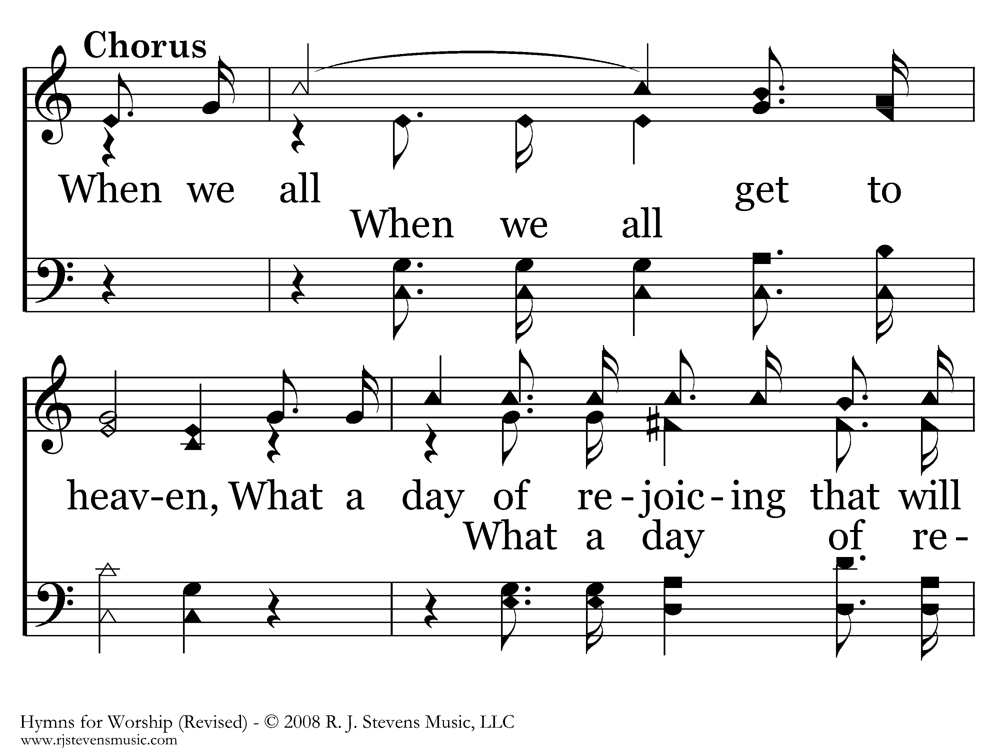 Chorus
When we all get to
When we all
heav-en, What a day of re-joic-ing that will
What a day of re-
Hymns for Worship (Revised) - © 2008 R. J. Stevens Music, LLC
www.rjstevensmusic.com